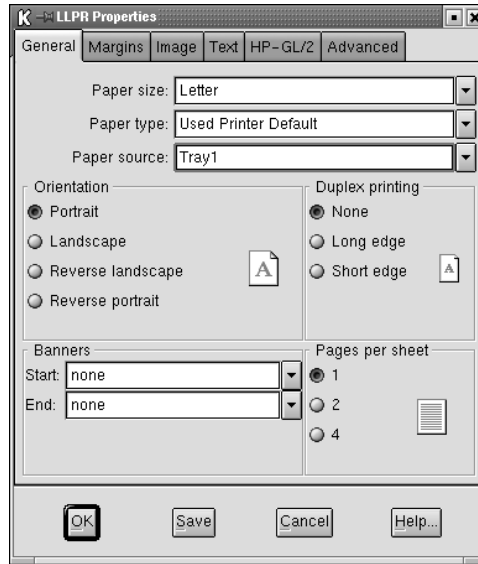 LLPR Properties
General Margins Image Text HP-GL/2 Advanced
Paper size: Letter
Paper type: Used Printer Default
Paper source: Tray1
Orientation
Portrait
Landscape
Reverse landscape
Reverse portrait
A
Duplex printing
None
Long edge
Short edge
A
Banners
Start: none
End: none
Pages per sheet
1
2
4
OK Save Cancel Help...